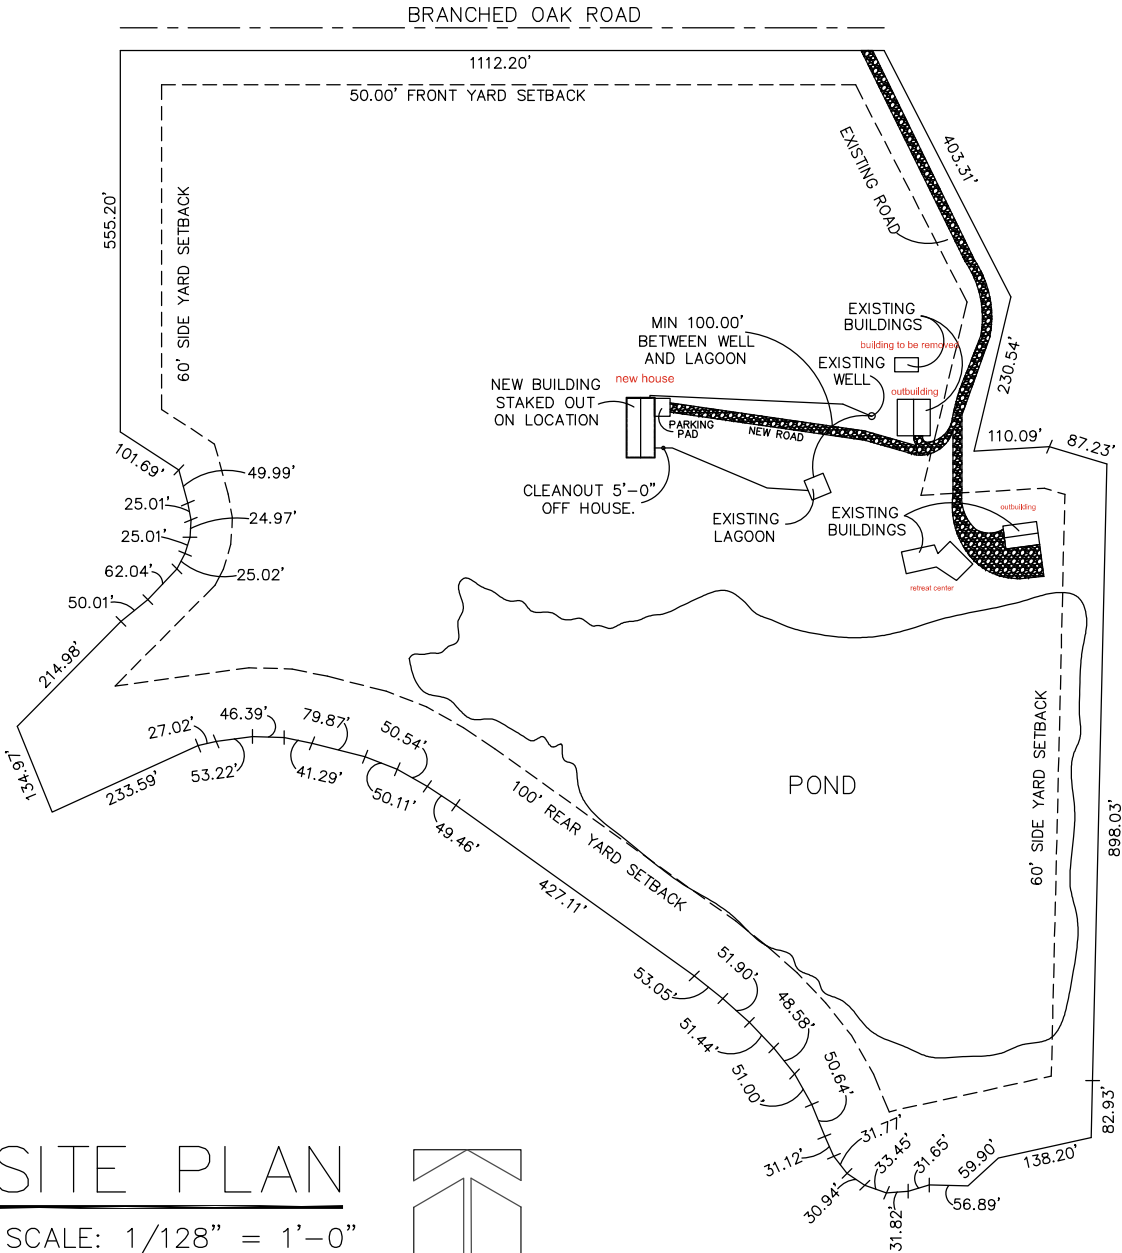 BRANCHED OAK ROAD
1112.20'
50.00' FRONT YARD SETBACK
403.31'
EXISTING ROAD
555.20'
60' SIDE YARD SETBACK
230.54'
MIN 100.00'
BETWEEN WELL
AND LAGOON
EXISTING
BUILDINGS
building to be removed
EXISTING
WELL
new house
outbuilding
NEW BUILDING
STAKED OUT
ON LOCATION
PARKING
PAD
NEW ROAD
110.09'
87.23'
101.69'
49.99'
25.01'
24.97'
25.01'
25.02'
62.04'
50.01'
214.98'
CLEANOUT 5'-0"
OFF HOUSE.
EXISTING
LAGOON
EXISTING
BUILDINGS
outbuilding
retreat center
134.97'
233.59'
27.02'
53.22'
46.39'
41.29'
79.87'
50.11'
50.54'
49.46'
100' REAR YARD SETBACK
427.11'
POND
60' SIDE YARD SETBACK
898.03'
53.05'
51.90'
51.44'
48.58'
51.00'
50.64'
82.93'
31.12'
31.77'
30.94'
33.45'
31.82'
31.65'
56.89'
59.90'
138.20'
SITE PLAN
SCALE: 1/128" = 1'-0"